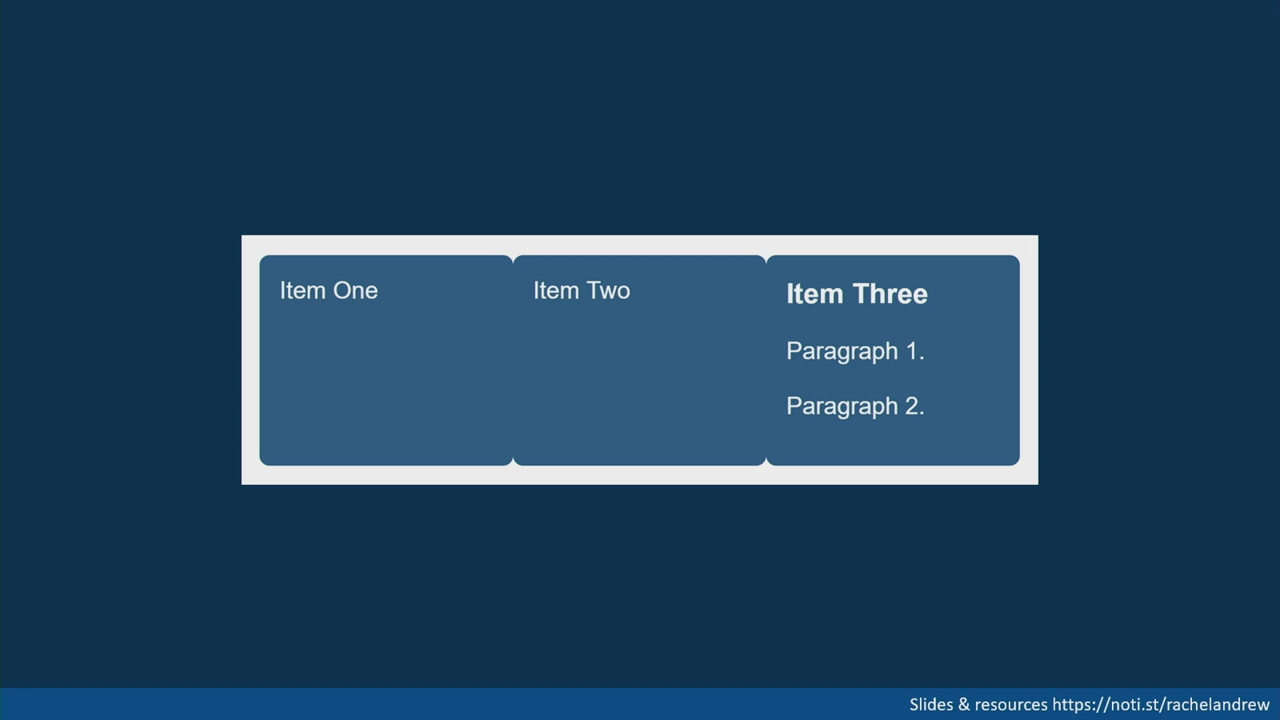 Item One
Item Two
Item Three
Paragraph 1.
Paragraph 2.
Slides & resources https://noti.st/rachelandrew